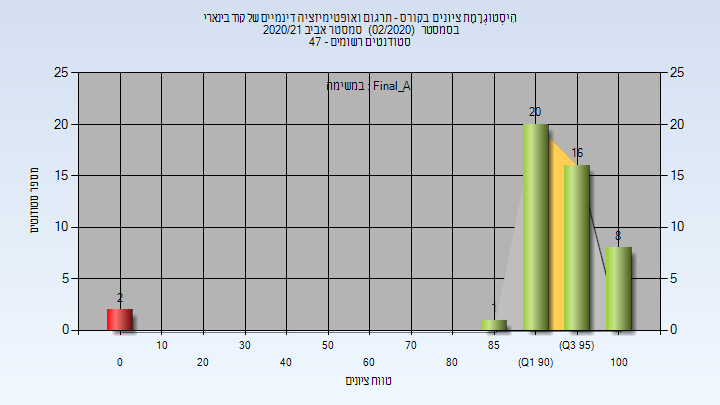 היסטוגרמת ציונים בקורס - תרגום ואופטימיזציה דינמיים של קוד בינארי
בסמסטר (02/2020) סמסטר אביב 2020/21
סטודנטים רשומים - 47
במשימה : Final_A
25 25
20 20
15 15
10 10
5 5
0 0
מספר סטודנטים
2 1 20 16 8
10 30 50 70 85 (Q3 95)
0 20 40 60 80 (Q1 90) 100
טווח ציונים